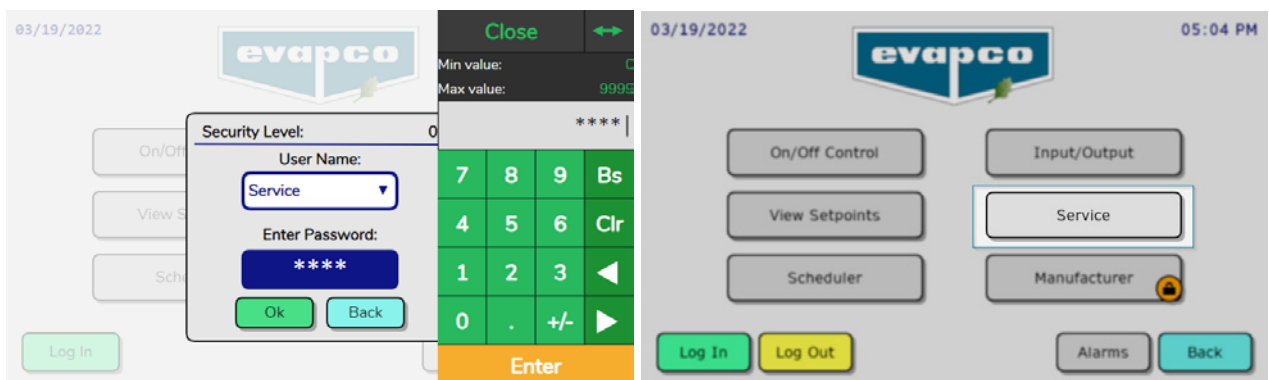 03/19/2022
evapco
On/Off
View S
Sche
Log In
Security Level: 0
User Name:
Service
Enter Password:
****
Ok Back
Close
Min value: 0
Max value: 9999
****
7 8 9 Bs
4 5 6 Clr
1 2 3
0 . +/-
Enter
03/19/2022 05:04 PM
evapco
On/Off Control Input/Output
View Setpoints Service
Scheduler Manufacturer
Log In Log Out Alarms Back